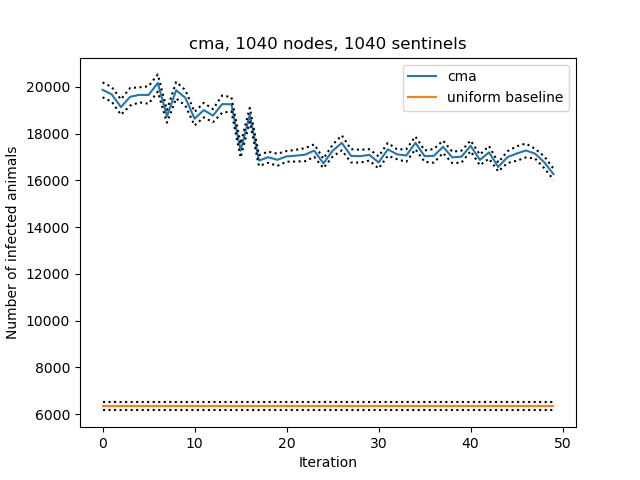 cma, 1040 nodes, 1040 sentinels
cma
uniform baseline
Number of infected animals
20000
18000
16000
14000
12000
10000
8000
6000
0 10 20 30 40 50
Iteration